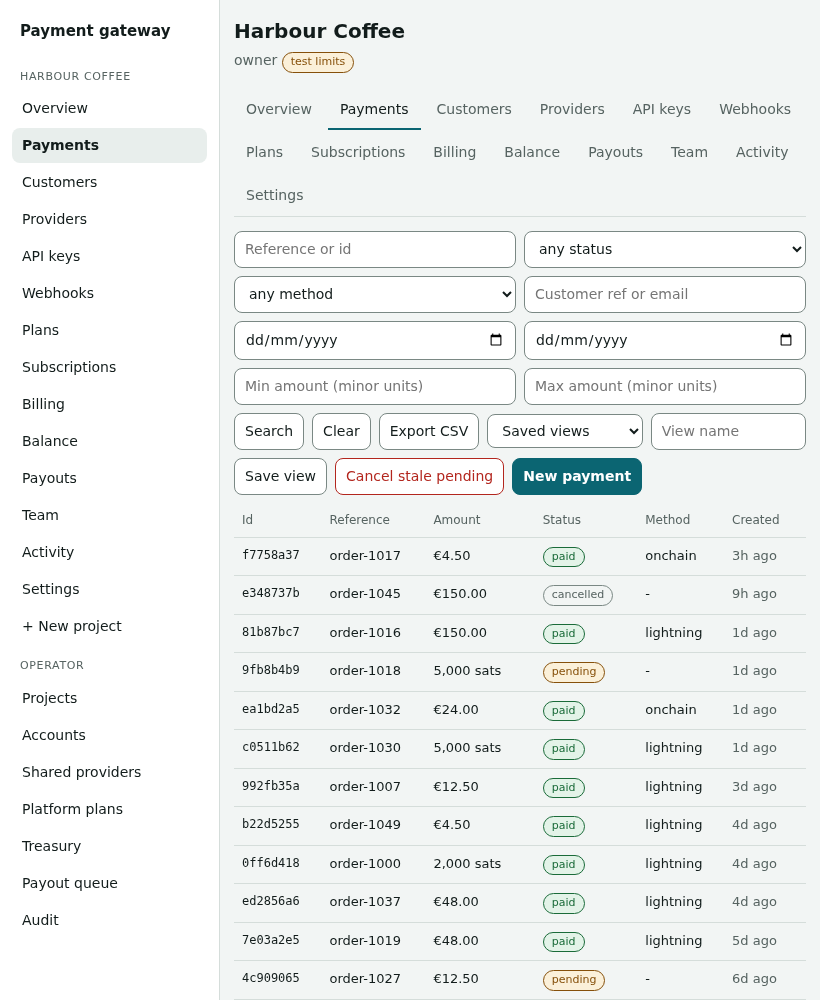 Payment gateway
HARBOUR COFFEE
Overview
Payments
Customers
Providers
API keys
Webhooks
Plans
Subscriptions
Billing
Balance
Payouts
Team
Activity
Settings
+ New project
OPERATOR
Projects
Accounts
Shared providers
Platform plans
Treasury
Payout queue
Audit
Harbour Coffee
owner test limits
Overview Payments Customers Providers API keys Webhooks
Plans Subscriptions Billing Balance Payouts Team Activity
Settings
Reference or id any status
any method Customer ref or email
dd/mm/yyyy dd/mm/yyyy
Min amount (minor units) Max amount (minor units)
Search Clear Export CSV Saved views View name
Save view Cancel stale pending New payment
Id Reference Amount Status Method Created
f7758a37 order-1017 €4.50 paid onchain 3h ago
e348737b order-1045 €150.00 cancelled - 9h ago
81b87bc7 order-1016 €150.00 paid lightning 1d ago
9fb8b4b9 order-1018 5,000 sats pending - 1d ago
ea1bd2a5 order-1032 €24.00 paid onchain 1d ago
c0511b62 order-1030 5,000 sats paid lightning 1d ago
992fb35a order-1007 €12.50 paid lightning 3d ago
b22d5255 order-1049 €4.50 paid lightning 4d ago
0ff6d418 order-1000 2,000 sats paid lightning 4d ago
ed2856a6 order-1037 €48.00 paid lightning 4d ago
7e03a2e5 order-1019 €48.00 paid lightning 5d ago
4c909065 order-1027 €12.50 pending - 6d ago